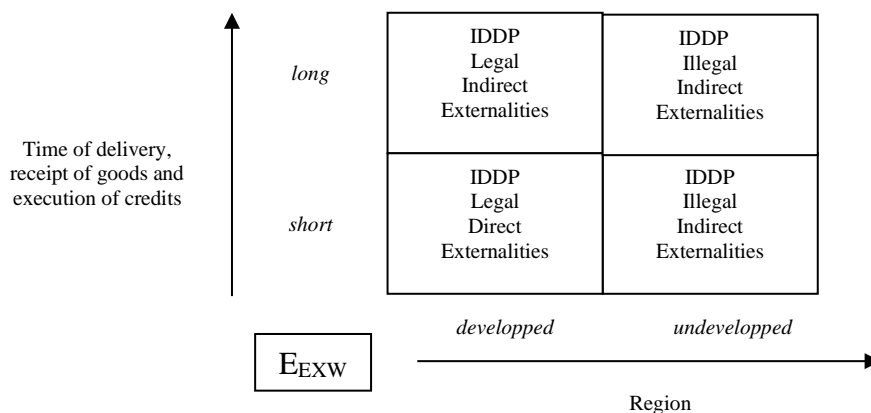 IDDP
Legal
Indirect
Externalities
IDDP
Illegal
Indirect
Externalities
long
Time of delivery,
receipt of goods and
execution of credits
IDDP
Legal
Direct
Externalities
IDDP
Illegal
Indirect
Externalities
short
developped
undevelopped
E_EXW
Region